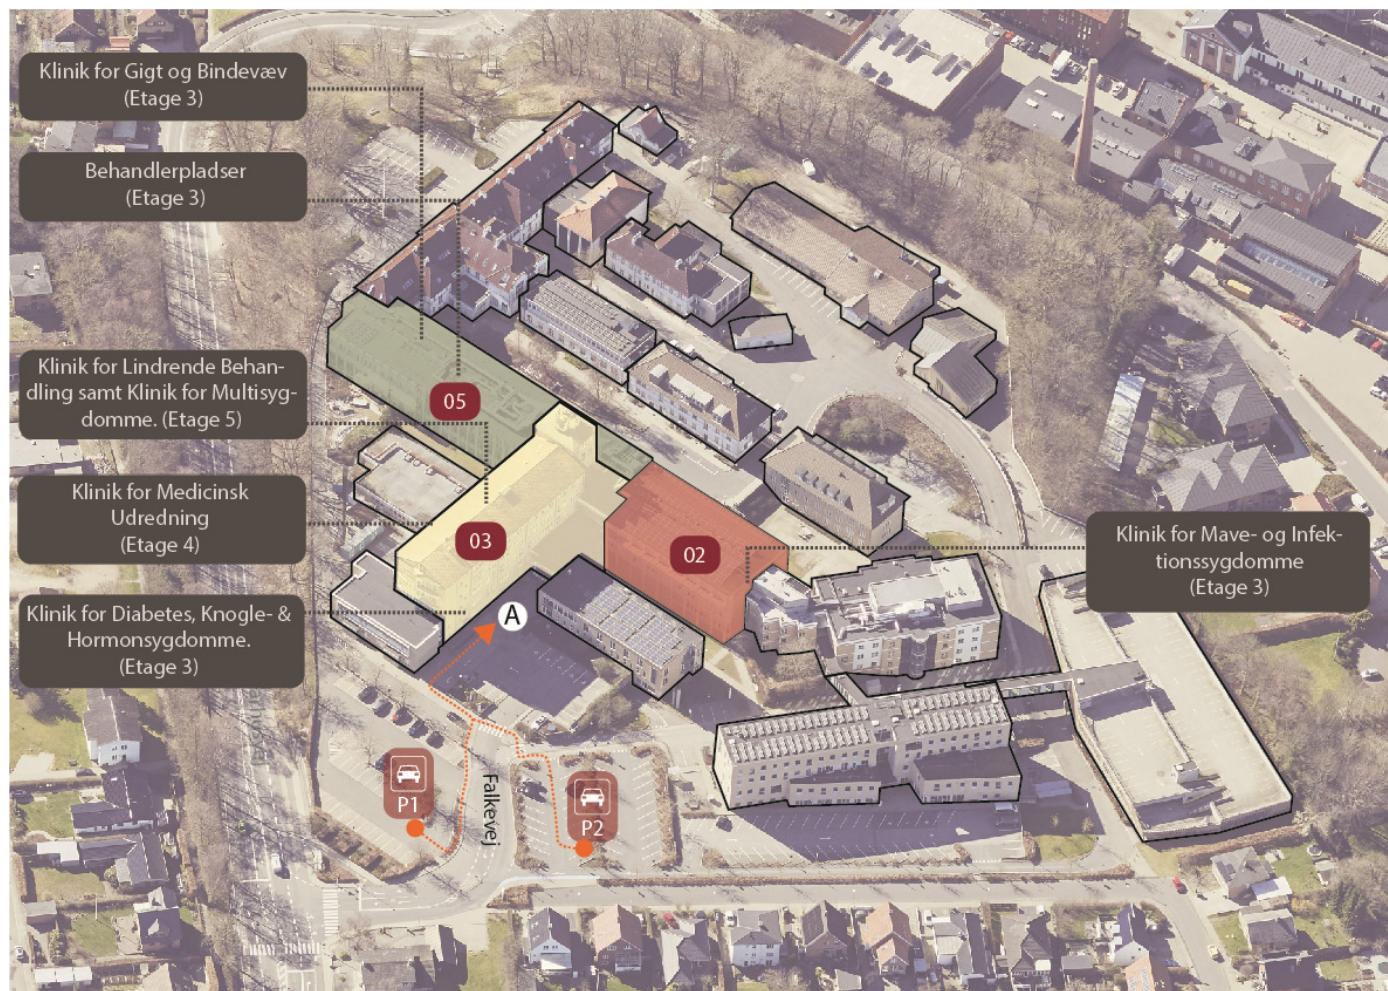 Klinik for Gigt og Bindevæv
(Etage 3)
Behandlerpladser
(Etage 3)
Klinik for Lindrende Behan-
dling samt Klinik for Multisyg-
domme. (Etage 5)
Klinik for Medicinsk
Udredning
(Etage 4)
Klinik for Diabetes, Knogle- &
Hormonsygdomme.
(Etage 3)
05
03
02
Klinik for Mave- og Infek-
tionssygdomme
(Etage 3)
A
P1
P2
Falkevej